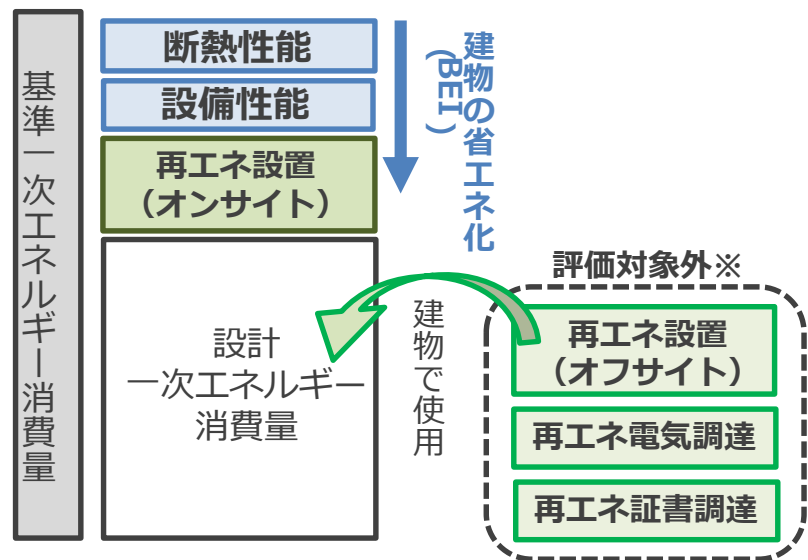 基準一次エネルギー消費量
断熱性能
設備性能
再エネ設置
（オンサイト）
設計
一次エネルギー
消費量
建物の省エネ化
（BEI）
建物で使用
評価対象外※
再エネ設置
（オフサイト）
再エネ電気調達
再エネ証書調達